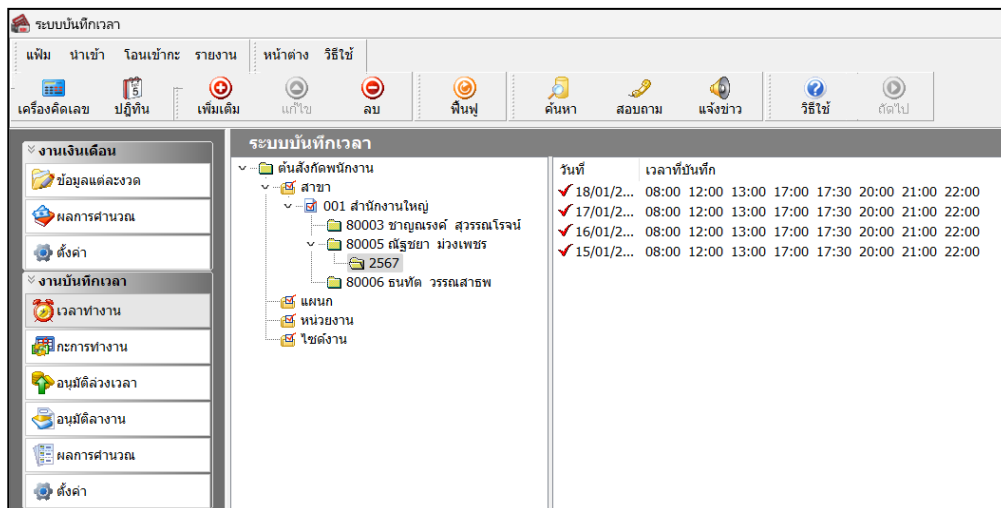 ระบบบันทึกเวลา
แฟ้ม นำเข้า โอนเข้ากะ รายงาน หน้าต่าง วิธีใช้
เครื่องคิดเลข ปฏิทิน เพิ่มเติม แก้ไข ลบ ฟื้นฟู ค้นหา สอบถาม แจ้งข่าว วิธีใช้ ถัดไป
งานเงินเดือน
ข้อมูลแต่ละงวด
ผลการคำนวณ
ตั้งค่า
งานบันทึกเวลา
เวลาทำงาน
กะการทำงาน
อนุมัติล่วงเวลา
อนุมัติลางาน
ผลการคำนวณ
ตั้งค่า
ระบบบันทึกเวลา
ต้นสังกัดพนักงาน
สาขา
001 สำนักงานใหญ่
80003 ชาญณรงค์ สุวรรณโรจน์
80005 ณัฐชยา ม่วงเพชร
2567
80006 ธนทัต วรรณสาธพ
แผนก
หน่วยงาน
ไซด์งาน
วันที่ เวลาที่บันทึก
18/01/2... 08:00 12:00 13:00 17:00 17:30 20:00 21:00 22:00
17/01/2... 08:00 12:00 13:00 17:00 17:30 20:00 21:00 22:00
16/01/2... 08:00 12:00 13:00 17:00 17:30 20:00 21:00 22:00
15/01/2... 08:00 12:00 13:00 17:00 17:30 20:00 21:00 22:00